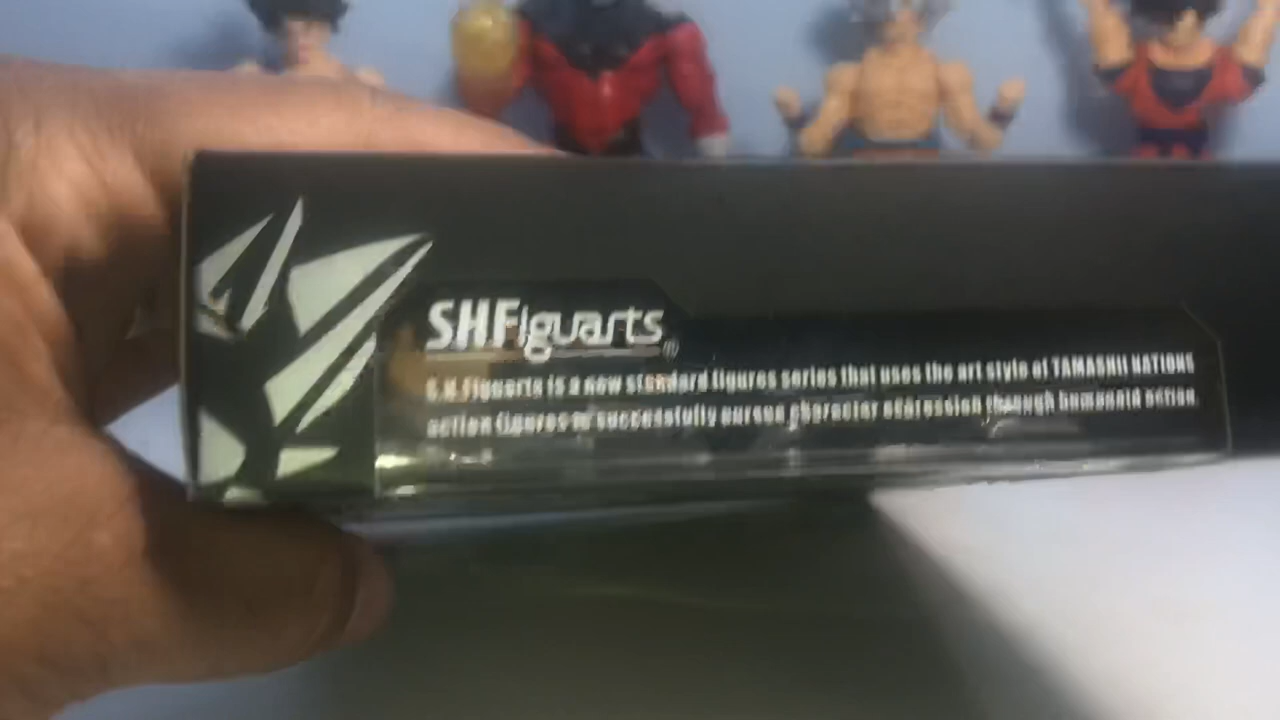 S.H.Figuarts®
S.H.Figuarts is a new standard figures series that uses the art style of TAMASHII NATIONS
action figures to successfully pursue character expression through humanoid action.